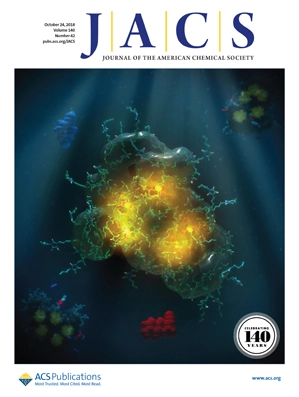 October 24, 2018
Volume 140
Number 42
pubs.acs.org/JACS
J|A|C|S
JOURNAL OF THE AMERICAN CHEMICAL SOCIETY
CELEBRATING
140
YEARS
ACS Publications
Most Trusted. Most Cited. Most Read.
www.acs.org